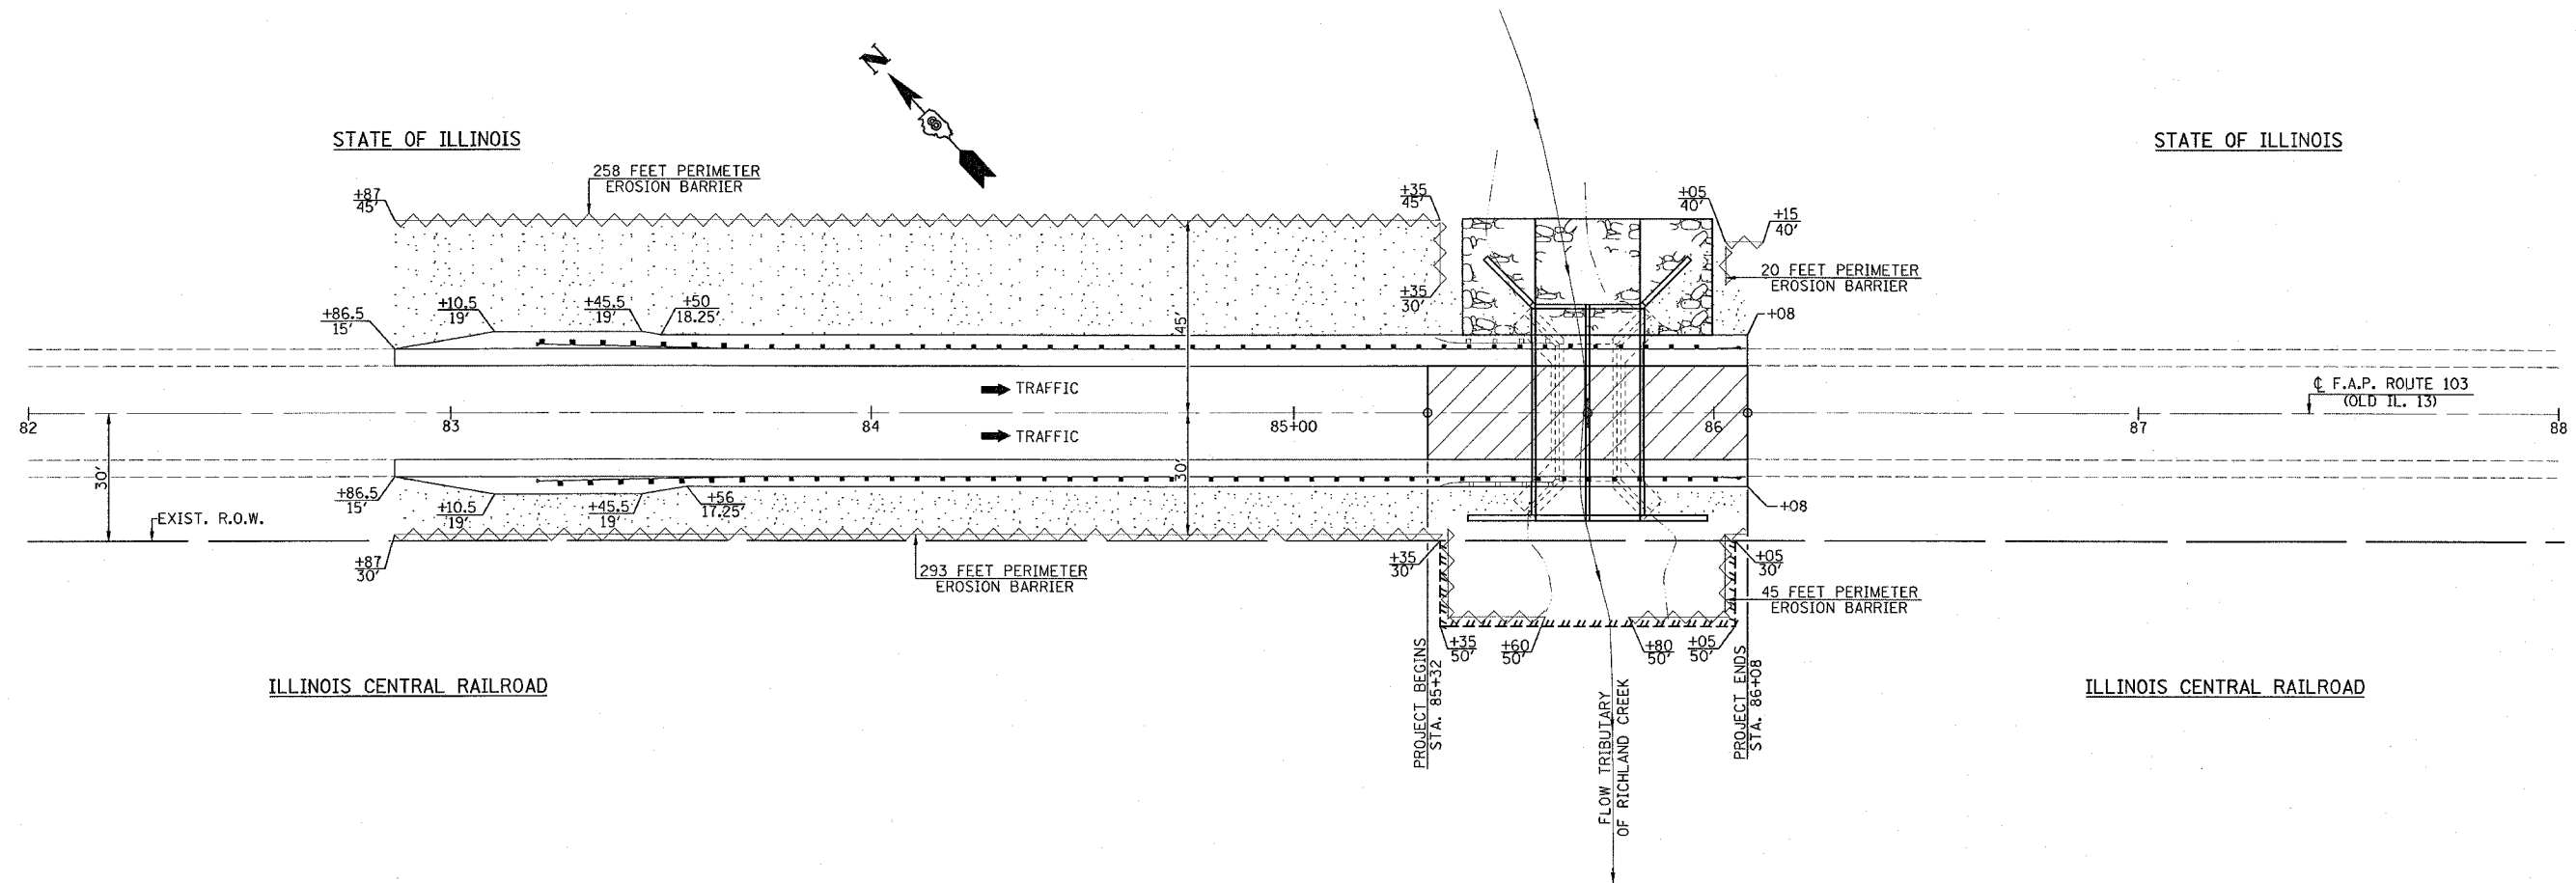 N
8
STATE OF ILLINOIS
STATE OF ILLINOIS
258 FEET PERIMETER
EROSION BARRIER
+87
45'
+35
45'
+05
40'
+15
40'
20 FEET PERIMETER
EROSION BARRIER
+35
30'
+86.5
15'
+10.5
19'
+45.5
19'
+50
18.25'
45'
+08
TRAFFIC
℄ F.A.P. ROUTE 103
(OLD IL. 13)
82
83
84
85+00
86
87
88
TRAFFIC
30'
30'
+86.5
15'
+10.5
19'
+45.5
19'
+56
17.25'
+08
EXIST. R.O.W.
+87
30'
293 FEET PERIMETER
EROSION BARRIER
+35
30'
+05
30'
45 FEET PERIMETER
EROSION BARRIER
+35
50'
+60
50'
+80
50'
+05
50'
PROJECT BEGINS
STA. 85+32
FLOW TRIBUTARY
OF RICHLAND CREEK
PROJECT ENDS
STA. 86+08
ILLINOIS CENTRAL RAILROAD
ILLINOIS CENTRAL RAILROAD